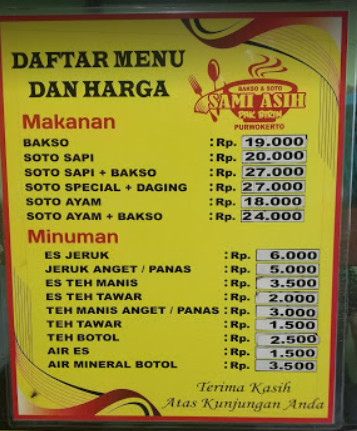 DAFTAR MENU
DAN HARGA
BAKSO & SOTO
SAMI ASIH
PURWOKERTO
Makanan
BAKSO : Rp. 19.000
SOTO SAPI : Rp. 20.000
SOTO SAPI + BAKSO : Rp. 27.000
SOTO SPECIAL + DAGING : Rp. 27.000
SOTO AYAM : Rp. 18.000
SOTO AYAM + BAKSO : Rp. 24.000
Minuman
ES JERUK : Rp. 6.000
JERUK ANGET / PANAS : Rp. 5.000
ES TEH MANIS : Rp. 3.500
ES TEH TAWAR : Rp. 2.000
TEH MANIS ANGET / PANAS : Rp. 3.000
TEH TAWAR : Rp. 1.500
TEH BOTOL : Rp. 2.500
AIR ES : Rp. 1.500
AIR MINERAL BOTOL : Rp. 3.500
Terima Kasih
Atas Kunjungan Anda